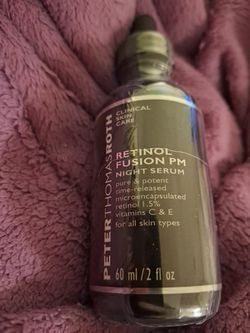 PETER THOMAS ROTH
CLINICAL
SKIN
CARE
RETINOL
FUSION PM
NIGHT SERUM
pure & potent
time-released
microencapsulated
retinol 1.5%
vitamins C & E
for all skin types
60 ml / 2 fl oz